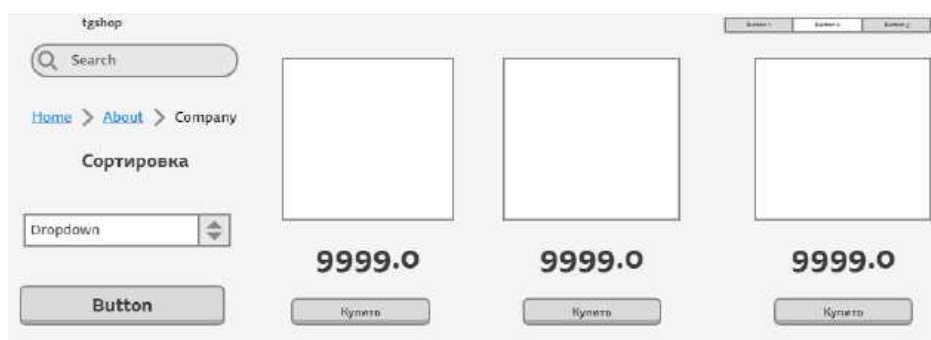 tgshop
Search
Home > About > Company
Сортировка
Dropdown
Button
9999.0
9999.0
9999.0
Купить
Купить
Купить